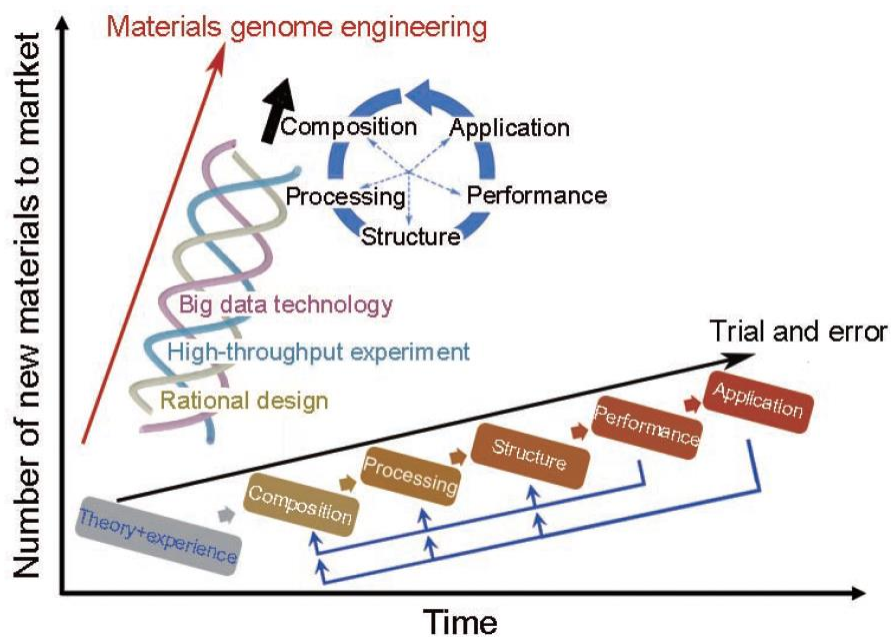 Materials genome engineering
Number of new materials to martket
Composition
Application
Processing
Performance
Structure
Big data technology
High-throughput experiment
Rational design
Trial and error
Application
Performance
Structure
Processing
Composition
Theory+experience
Time